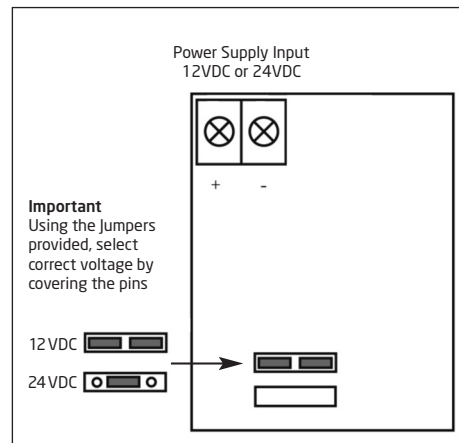 Power Supply Input
12VDC or 24VDC
+ -
Important
Using the Jumpers
provided, select
correct voltage by
covering the pins
12 VDC
24 VDC